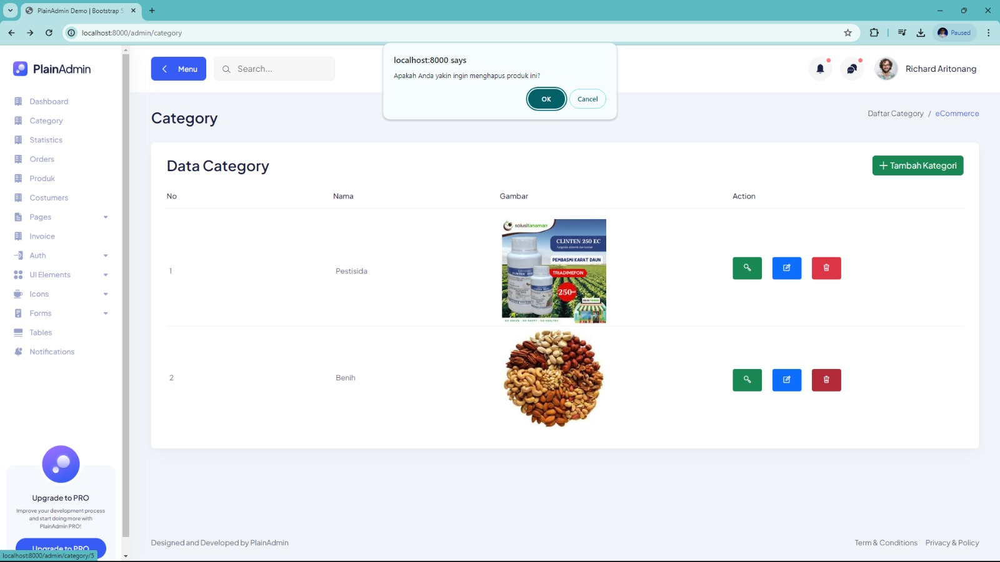 PlainAdmin Demo | Bootstrap 5
localhost:8000/admin/category
Paused
PlainAdmin
Dashboard
Category
Statistics
Orders
Produk
Costumers
Pages
Invoice
Auth
UI Elements
Icons
Forms
Tables
Notifications
Upgrade to PRO
Improve your development process
and start doing more with
PlainAdmin PRO!
Upgrade to PRO
localhost:8000/admin/category/5
Menu
Search...
localhost:8000 says
Apakah Anda yakin ingin menghapus produk ini?
OK
Cancel
Richard Aritonang
Category
Daftar Category / eCommerce
Data Category
Tambah Kategori
No Nama Gambar Action
1 Pestisida
solusitanaman
CLINTEN 250 EC
PEMBASMI KARAT DAUN
TRIADIMEFON
250ml
2 Benih
Designed and Developed by PlainAdmin
Term & Conditions Privacy & Policy